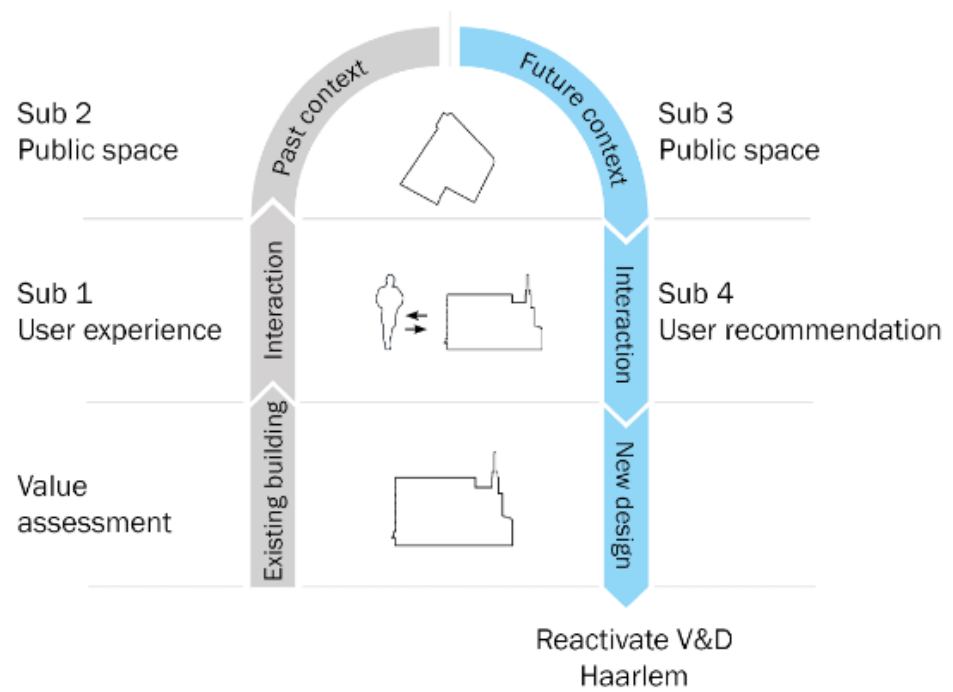 Past context
Future context
Sub 2
Public space
Sub 3
Public space
Sub 1
User experience
Interaction
Interaction
Sub 4
User recommendation
Value
assessment
Existing building
New design
Reactivate V&D
Haarlem